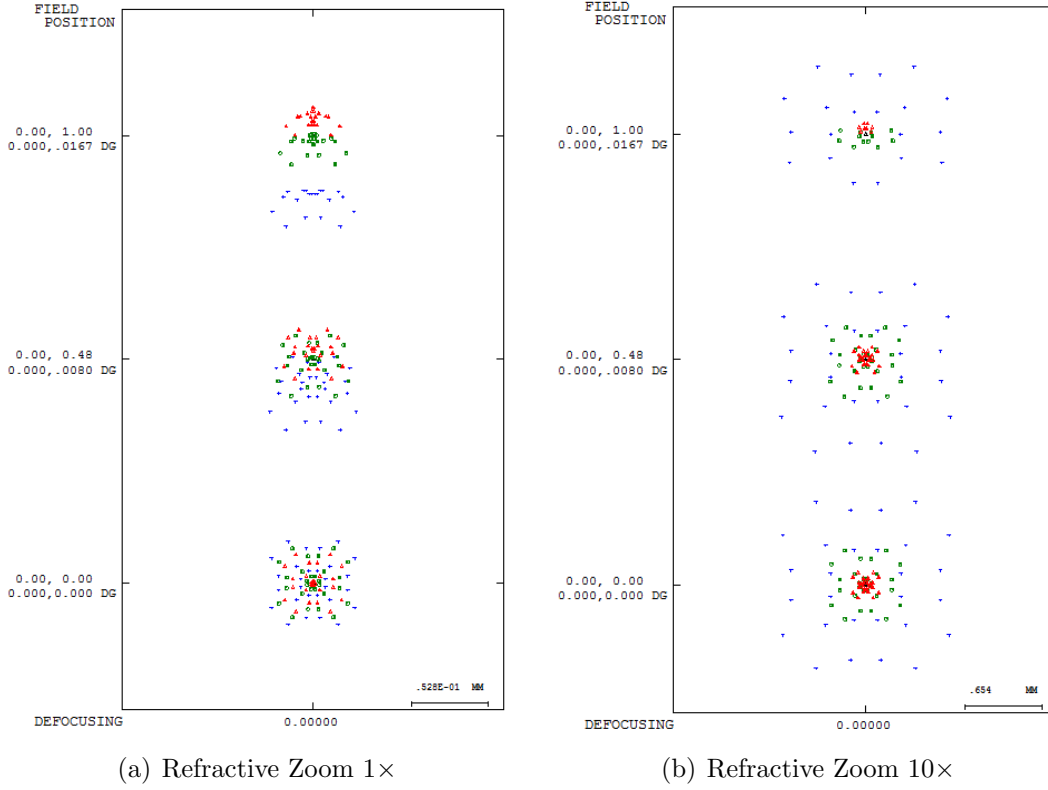 FIELD
POSITION
0.00, 1.00
0.000,.0167 DG
0.00, 0.48
0.000,.0080 DG
0.00, 0.00
0.000,0.000 DG
.528E-01 MM
DEFOCUSING 0.00000
(a) Refractive Zoom 1×
FIELD
POSITION
0.00, 1.00
0.000,.0167 DG
0.00, 0.48
0.000,.0080 DG
0.00, 0.00
0.000,0.000 DG
.654 MM
DEFOCUSING 0.00000
(b) Refractive Zoom 10×